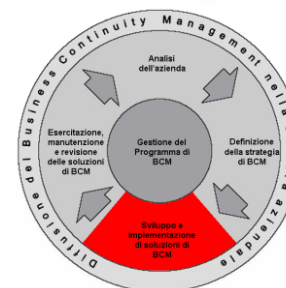 Diffusione del Business Continuity Management nella
aziendale
Analisi
dell'azienda
Esercitazione,
manutenzione
e revisione
delle soluzioni
di BCM
Gestione del
Programma di
BCM
Definizione
della strategia
di BCM
Sviluppo e
implementazione
di soluzioni di
BCM